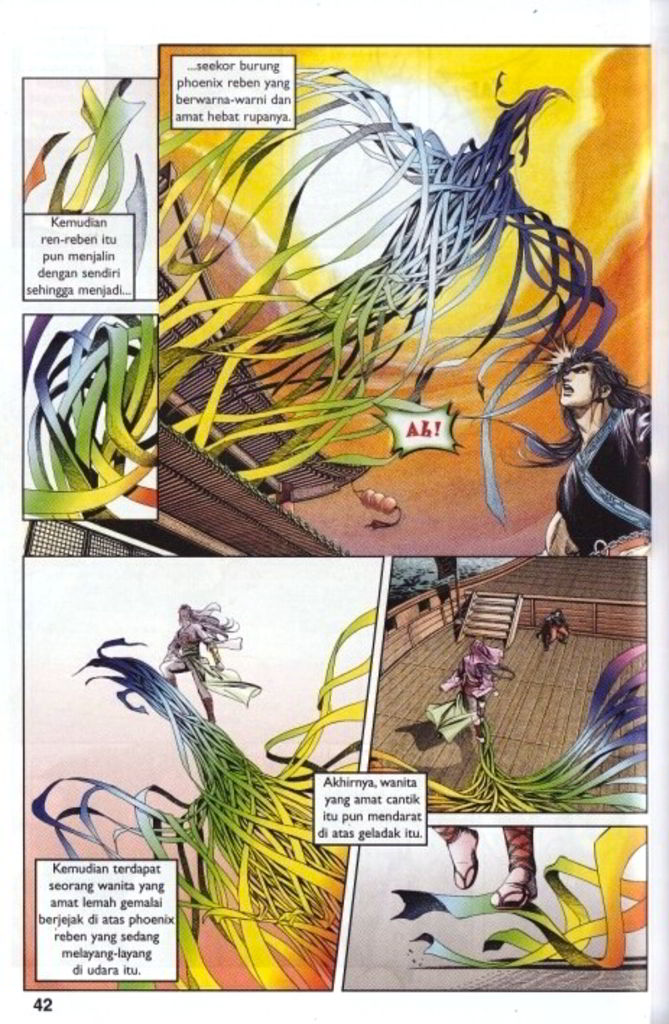 Kemudian
ren-reben itu
pun menjalin
dengan sendiri
sehingga menjadi...
...seekor burung
phoenix reben yang
berwarna-warni dan
amat hebat rupanya.
Ah!
Kemudian terdapat
seorang wanita yang
amat lemah gemalai
berjejak di atas phoenix
reben yang sedang
melayang-layang
di udara itu.
Akhirnya, wanita
yang amat cantik
itu pun mendarat
di atas geladak itu.
42